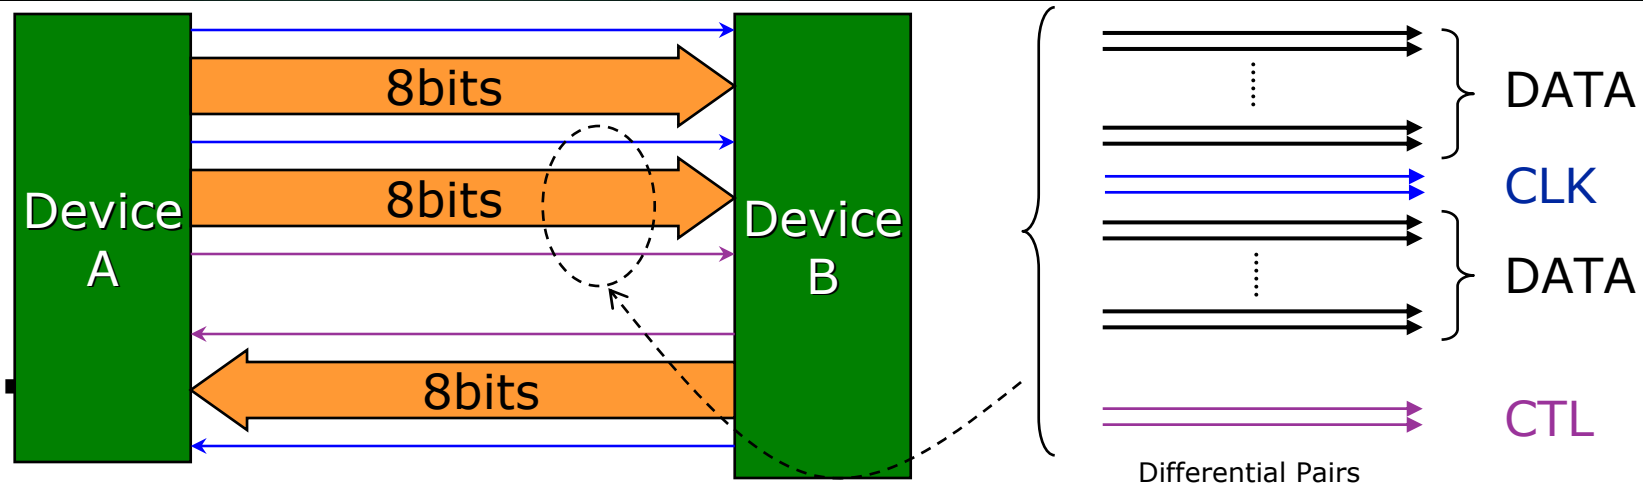 8bits
8bits
Device
A
Device
B
8bits
DATA
CLK
DATA
CTL
Differential Pairs